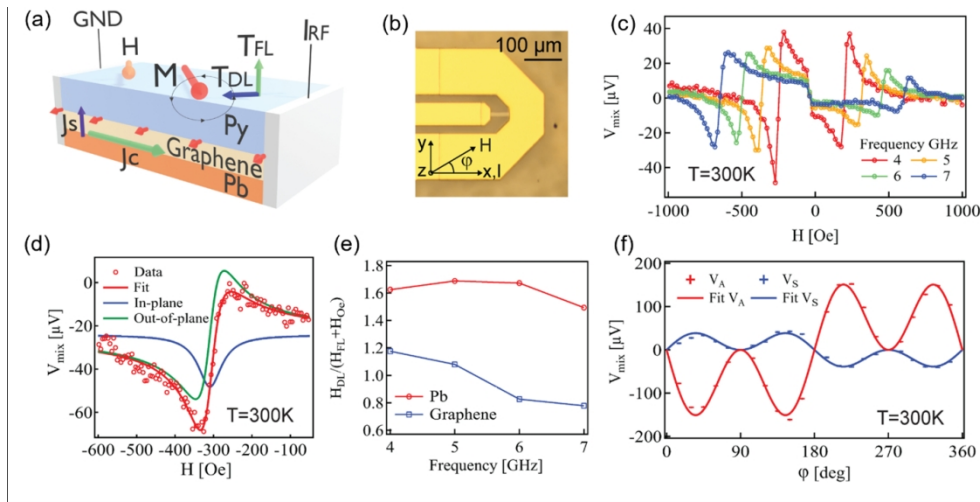 (a)
GND
H
M
T_FL
T_DL
I_RF
Py
Js
Jc
Graphene
Pb
(b)
100 µm
y
H
z
φ
x,I
(c)
V_mix [µV]
40
20
0
-20
-40
T=300K
Frequency GHz
4 5
6 7
-1000 -500 0 500 1000
H [Oe]
(d)
V_mix [µV]
0
-20
-40
-60
Data
Fit
In-plane
Out-of-plane
T=300K
-600 -500 -400 -300 -200 -100
H [Oe]
(e)
H_DL/(H_FL+H_Oe)
1.8
1.6
1.4
1.2
1.0
0.8
0.6
Pb
Graphene
4 5 6 7
Frequency [GHz]
(f)
V_mix [µV]
200
100
0
-100
-200
V_A V_S
Fit V_A Fit V_S
T=300K
0 90 180 270 360
φ [deg]